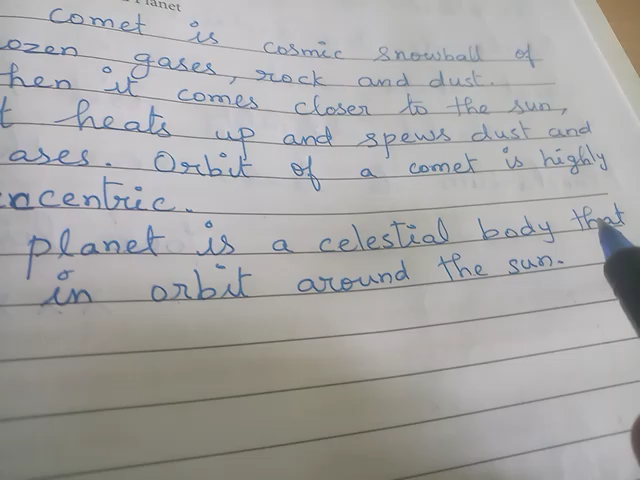 Planet
comet is cosmic snowball of
ozen gases, rock and dust.
hen it comes closer to the sun,
t heats up and spews dust and
ases. Orbit of a comet is highly
ncentric.
planet is a celestial body that
in orbit around the sun.